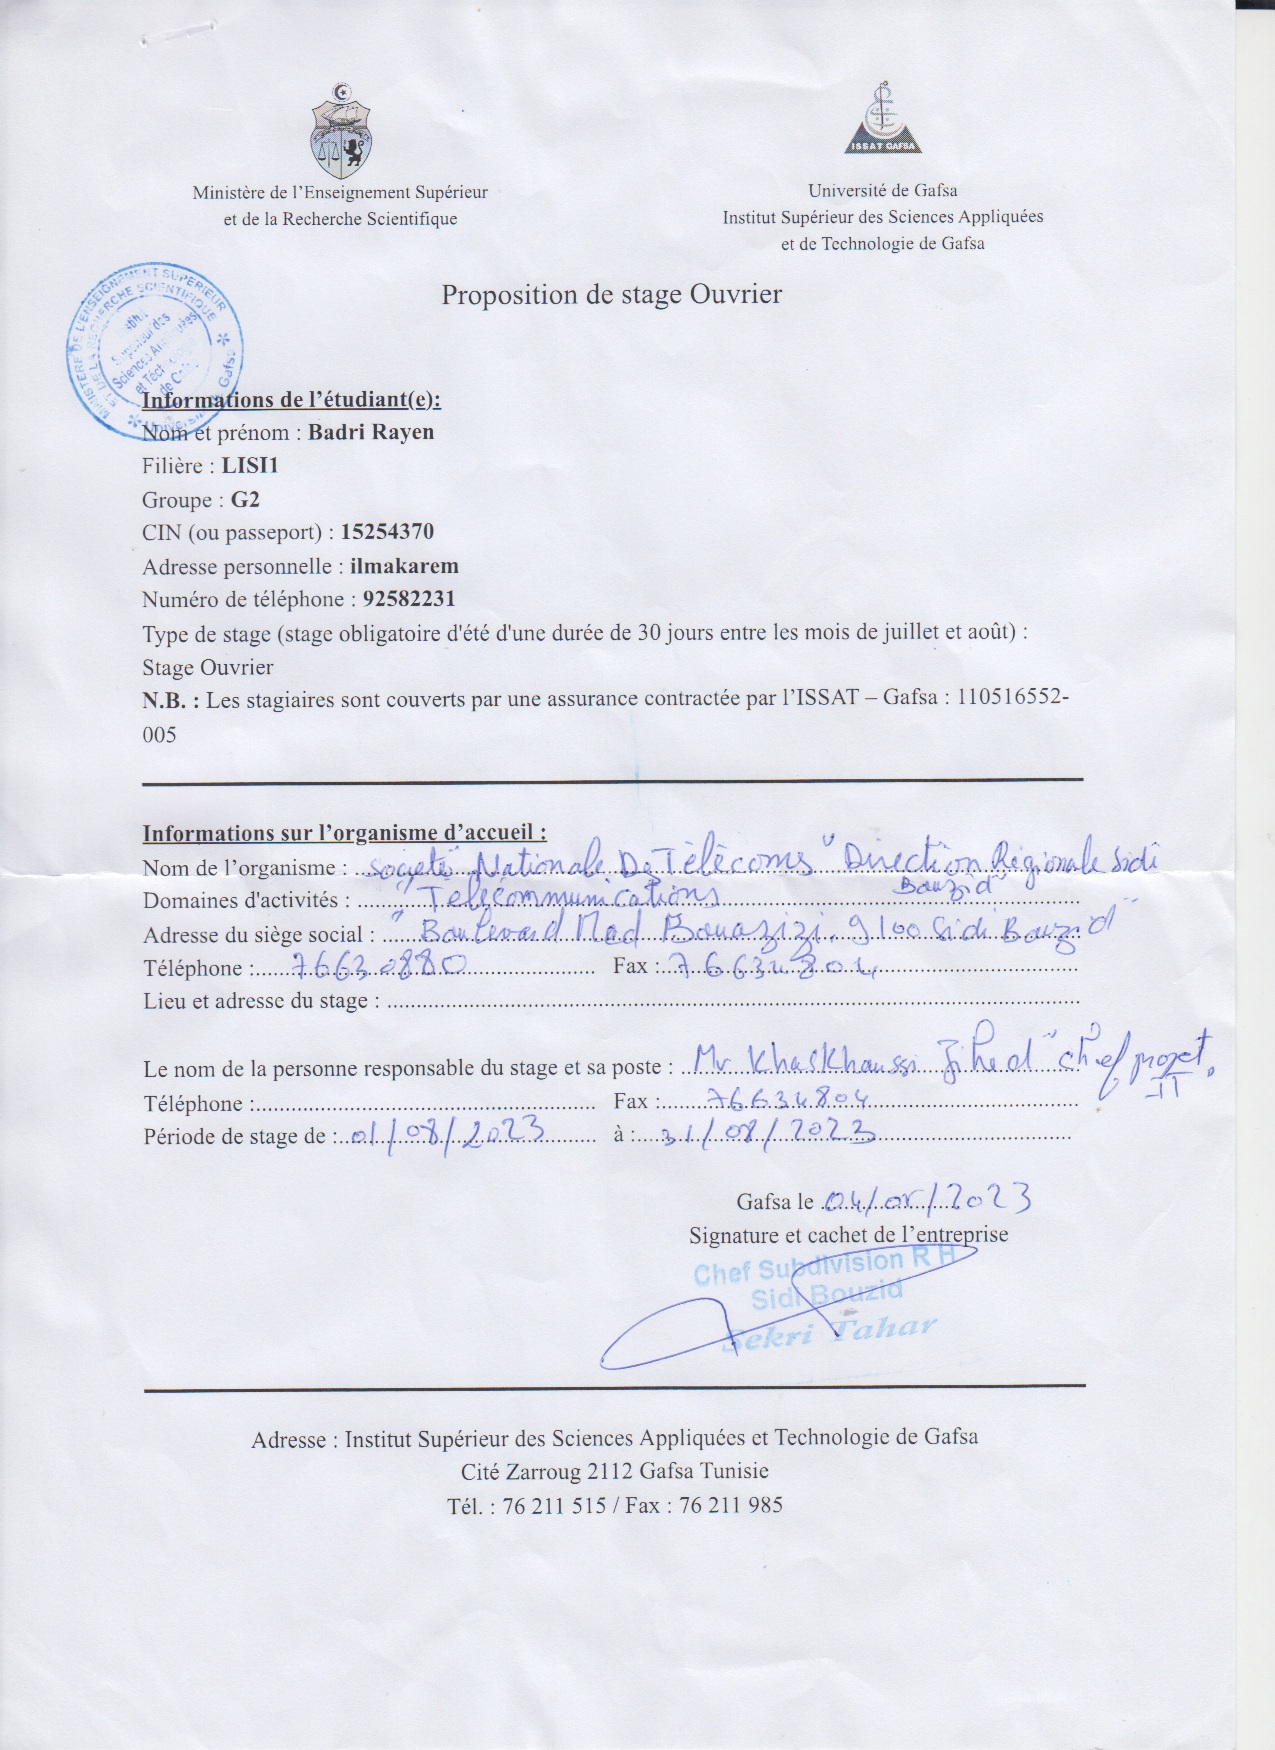 ISSAT GAFSA
Ministère de l'Enseignement Supérieur
et de la Recherche Scientifique
Université de Gafsa
Institut Supérieur des Sciences Appliquées
et de Technologie de Gafsa
MINISTERE DE L'ENSEIGNEMENT SUPERIEUR
ET DE LA RECHERCHE SCIENTIFIQUE
Supérieur des
Sciences
de
Gafsa
Proposition de stage Ouvrier
Informations de l'étudiant(e):
Nom et prénom : Badri Rayen
Filière : LISI1
Groupe : G2
CIN (ou passeport) : 15254370
Adresse personnelle : ilmakarem
Numéro de téléphone : 92582231
Type de stage (stage obligatoire d'été d'une durée de 30 jours entre les mois de juillet et août) :
Stage Ouvrier
N.B. : Les stagiaires sont couverts par une assurance contractée par l'ISSAT – Gafsa : 110516552-
005
Informations sur l'organisme d'accueil :
Nom de l'organisme : Société Nationale De Télécoms "Direction Régionale Sidi
Bouzid"
Domaines d'activités : "Télécommunications
Adresse du siège social : "Boulevard Med Bouazizi, 9100 Sidi Bouzid"
Téléphone : 76630880 Fax : 76634804
Lieu et adresse du stage :
Le nom de la personne responsable du stage et sa poste : Mr Khaskhaussi Jihed "chef projet
IT
Téléphone : Fax : 76634804
Période de stage de : 01/08/2023 à : 31/08/2023
Gafsa le 04/08/2023
Signature et cachet de l'entreprise
Chef Subdivision R H
Sidi Bouzid
Sekri Tahar
Adresse : Institut Supérieur des Sciences Appliquées et Technologie de Gafsa
Cité Zarroug 2112 Gafsa Tunisie
Tél. : 76 211 515 / Fax : 76 211 985